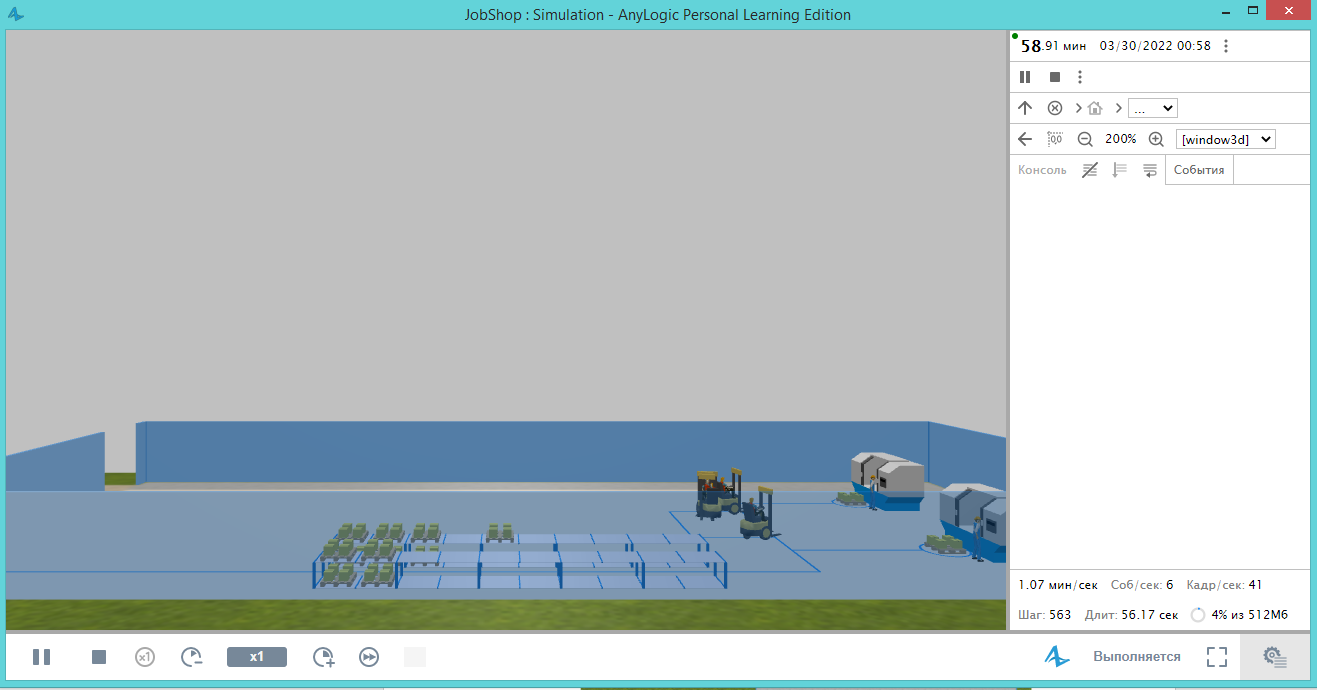 JobShop : Simulation - AnyLogic Personal Learning Edition
58.91 мин 03/30/2022 00:58
...
200% [window3d]
Консоль События
1.07 мин/сек Соб/сек: 6 Кадр/сек: 41
Шаг: 563 Длит: 56.17 сек 4% из 512М6
x1 x1 Выполняется